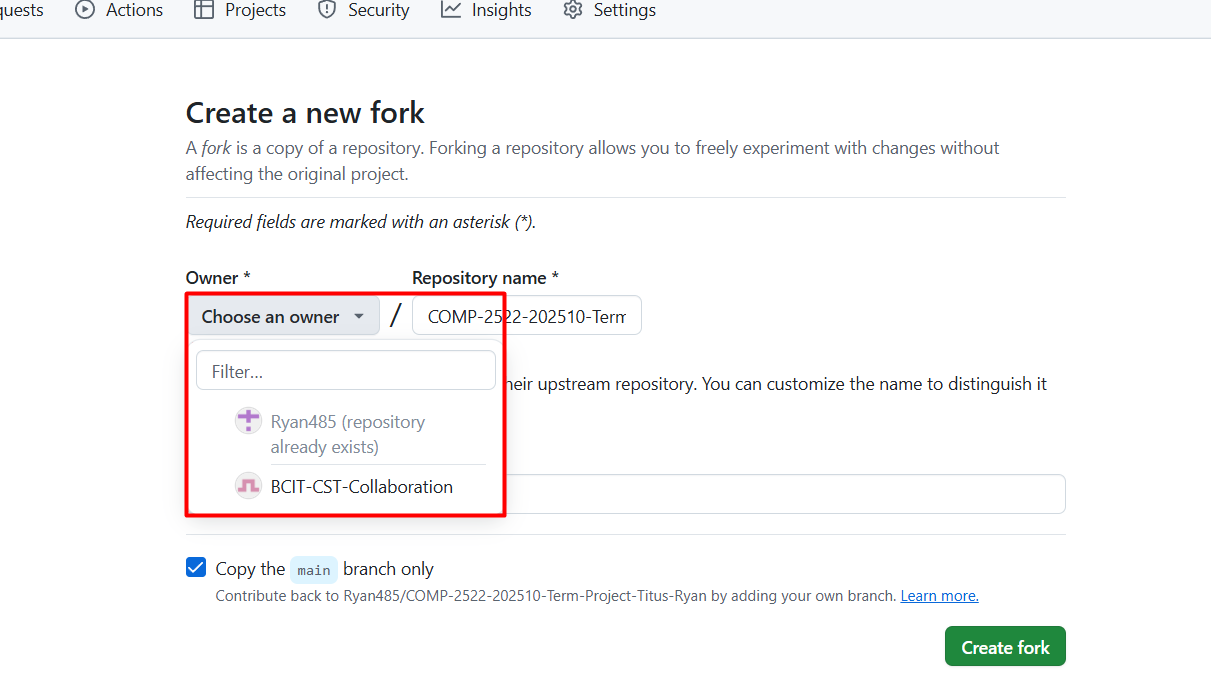 Actions Projects Security Insights Settings
Create a new fork
A fork is a copy of a repository. Forking a repository allows you to freely experiment with changes without
affecting the original project.
Required fields are marked with an asterisk (*).
Owner * Repository name *
Choose an owner / COMP-2522-202510-Term
Filter...
upstream repository. You can customize the name to distinguish it
Ryan485 (repository
already exists)
BCIT-CST-Collaboration
Copy the main branch only
Contribute back to Ryan485/COMP-2522-202510-Term-Project-Titus-Ryan by adding your own branch. Learn more.
Create fork